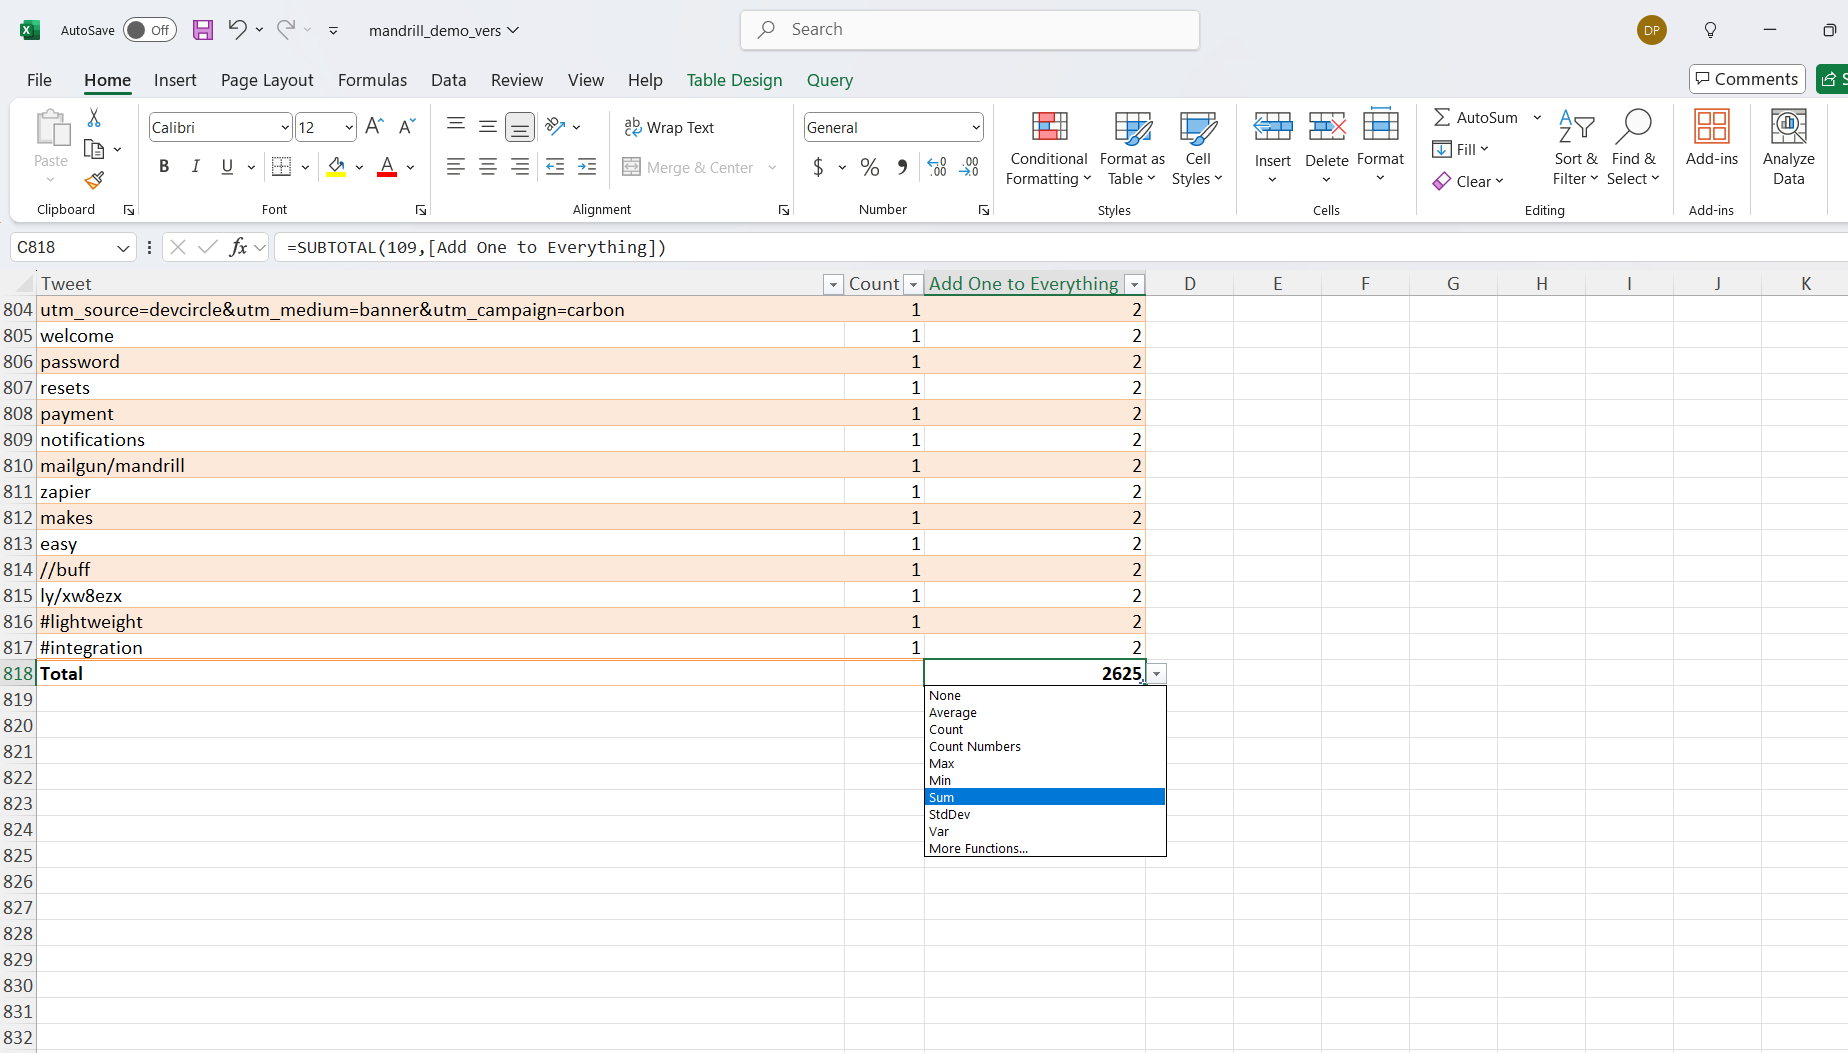 AutoSave Off mandrill_demo_vers Search DP
File Home Insert Page Layout Formulas Data Review View Help Table Design Query Comments
Paste
Clipboard
Calibri 12
B I U A
Font
Wrap Text
Merge & Center
Alignment
General
$ %
Number
Conditional Formatting
Format as Table
Cell Styles
Styles
Insert Delete Format
Cells
AutoSum
Fill
Clear
Sort & Filter
Find & Select
Editing
Add-ins
Add-ins
Analyze Data
C818 fx =SUBTOTAL(109,[Add One to Everything])
Tweet Count Add One to Everything D E F G H I J K
804 utm_source=devcircle&utm_medium=banner&utm_campaign=carbon 1 2
805 welcome 1 2
806 password 1 2
807 resets 1 2
808 payment 1 2
809 notifications 1 2
810 mailgun/mandrill 1 2
811 zapier 1 2
812 makes 1 2
813 easy 1 2
814 //buff 1 2
815 ly/xw8ezx 1 2
816 #lightweight 1 2
817 #integration 1 2
818 Total 2625
None
Average
Count
Count Numbers
Max
Min
Sum
StdDev
Var
More Functions...
819
820
821
822
823
824
825
826
827
828
829
830
831
832